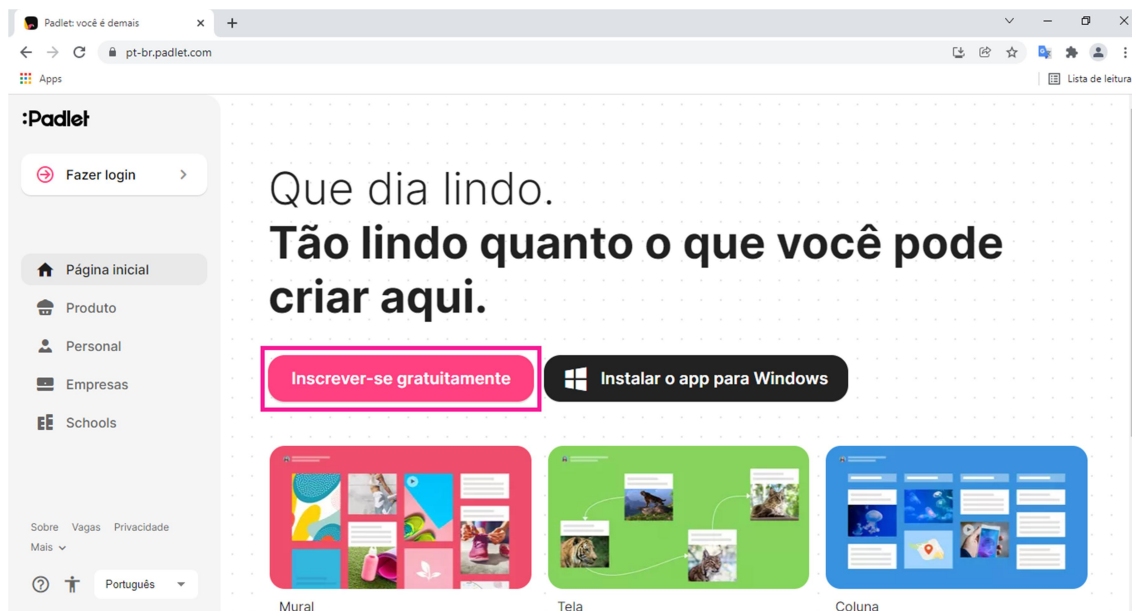 Padlet: você é demais
pt-br.padlet.com
Apps
Lista de leitura
:Padlet
Fazer login
Página inicial
Produto
Personal
Empresas
Schools
Sobre Vagas Privacidade
Mais
Português
Que dia lindo.
Tão lindo quanto o que você pode
criar aqui.
Inscrever-se gratuitamente
Instalar o app para Windows
Mural
Tela
Coluna